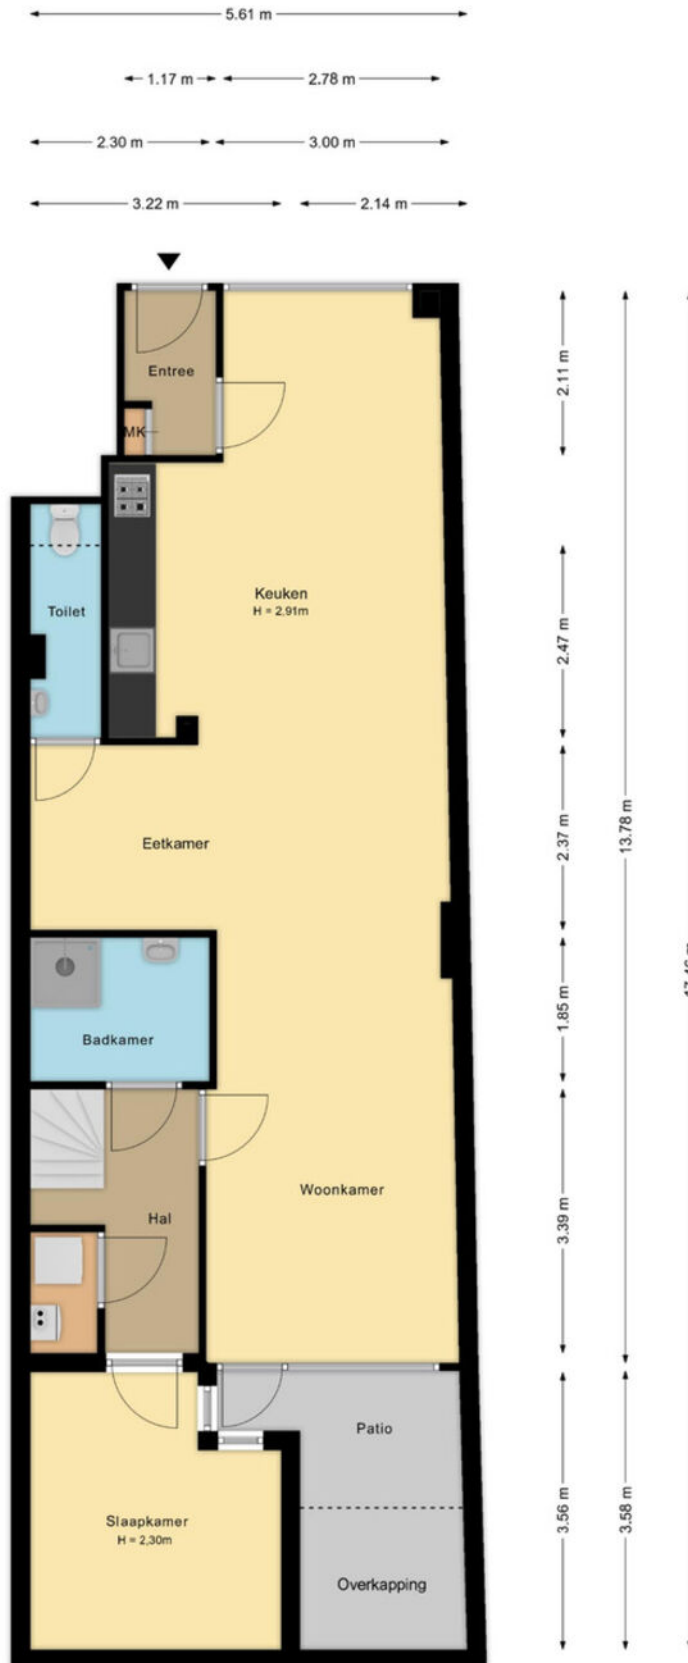 5.61 m
1.17 m
2.78 m
2.30 m
3.00 m
3.22 m
2.14 m
Entree
MK
2.11 m
Keuken
H = 2,91m
Toilet
2.47 m
Eetkamer
2.37 m
13.78 m
Badkamer
1.85 m
Woonkamer
Hal
3.39 m
Patio
Slaapkamer
H = 2,30m
Overkapping
3.56 m
3.58 m